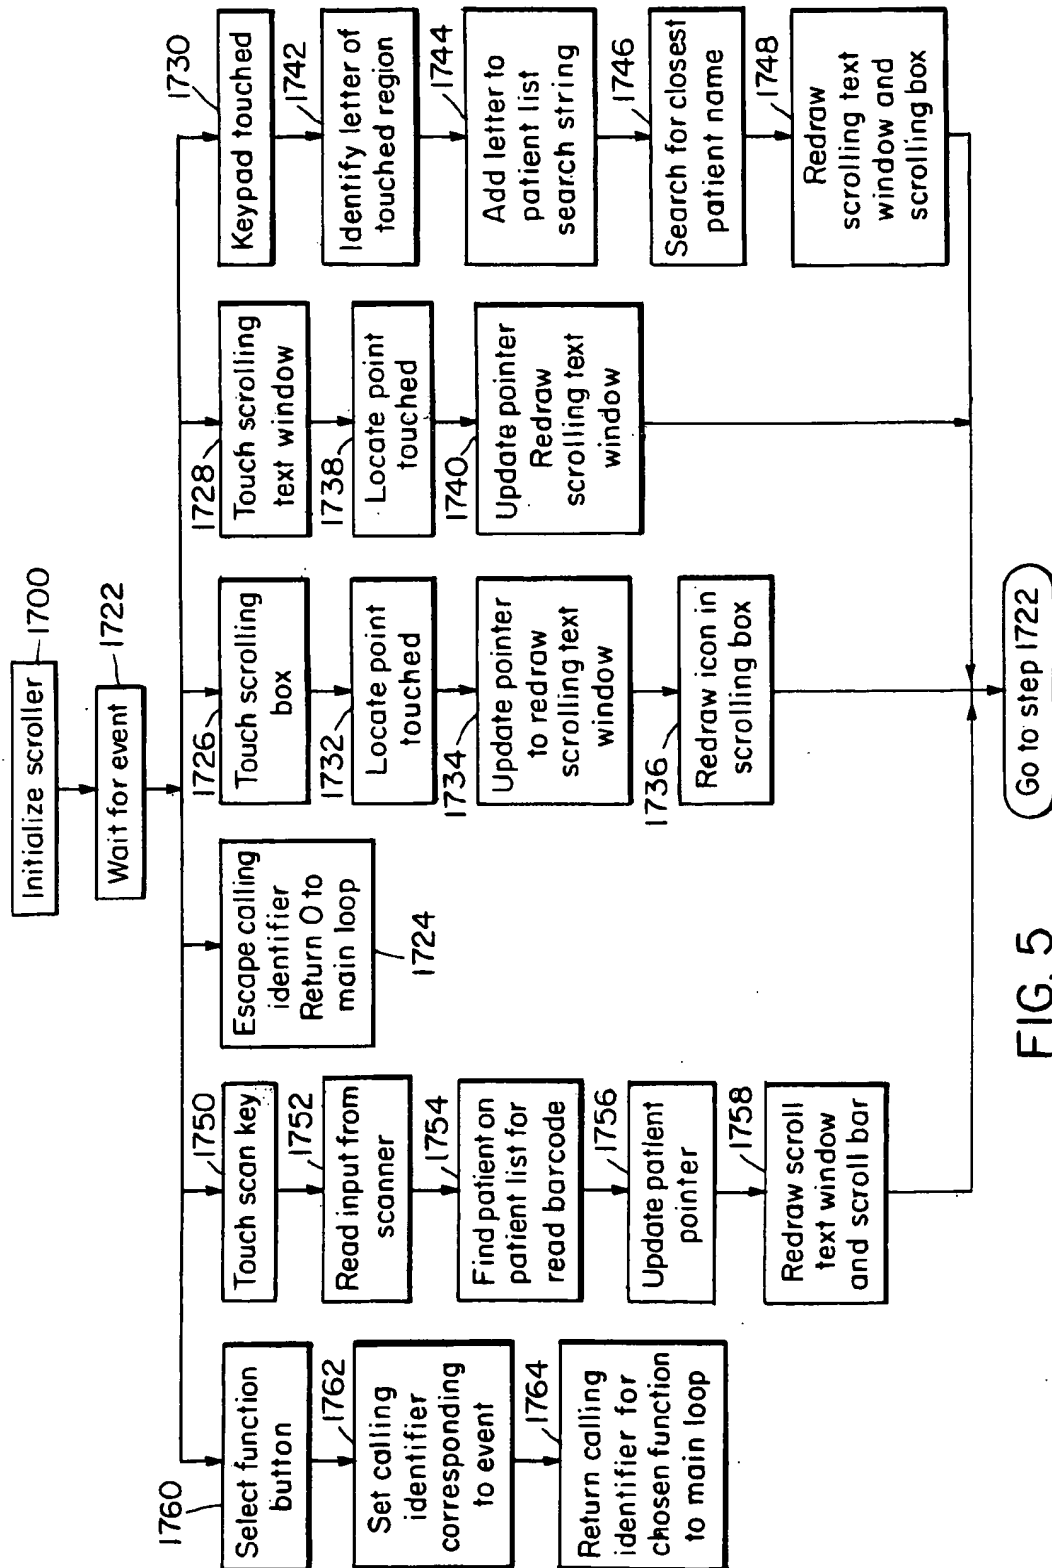 Initialize scroller
1700
Wait for event
1722
1760
Select function
button
1762
Set calling
identifier
corresponding
to event
1764
Return calling
identifier for
chosen function
to main loop
1750
Touch scan key
1752
Read input from
scanner
1754
Find patient on
patient list for
read barcode
1756
Update patient
pointer
1758
Redraw scroll
text window
and scroll bar
Escape calling
identifier
Return 0 to
main loop
1724
1726
Touch scrolling
box
1732
Locate point
touched
1734
Update pointer
to redraw
scrolling text
window
1736
Redraw icon in
scrolling box
1728
Touch scrolling
text window
1738
Locate point
touched
1740
Update pointer
Redraw
scrolling text
window
1730
Keypad touched
1742
Identify letter of
touched region
1744
Add letter to
patient list
search string
1746
Search for closest
patient name
1748
Redraw
scrolling text
window and
scrolling box
Go to step 1722
FIG. 5